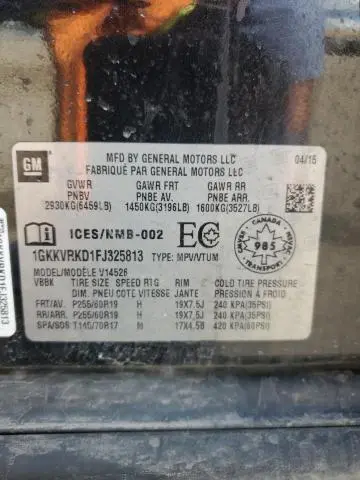 GM
MFD BY GENERAL MOTORS LLC 04/15
FABRIQUÉ PAR GENERAL MOTORS LLC
GVWR GAWR FRT GAWR RR
PNBV PNBE AV. PNBE ARR.
2930KG(6459LB) 1450KG(3196LB) 1600KG(3527LB)
ICES/NMB-002 EC
CANADA 985
1GKKVRKD1FJ325813 TYPE: MPV/VTUM
MODEL/MODÈLE V14526
VBBK TIRE SIZE SPEED RTG RIM COLD TIRE PRESSURE
DIM. PNEU COTE VITESSE JANTE PRESSION
FRT/AV. P255/60R19 H 19X7.5J 240 KPA(35PSI)
RR/ARR. P255/60R19 H 19X7.5J 240 KPA(35PSI)
SPA/SOS T145/70R17 M 17X4.5B 420 KPA(60PSI)